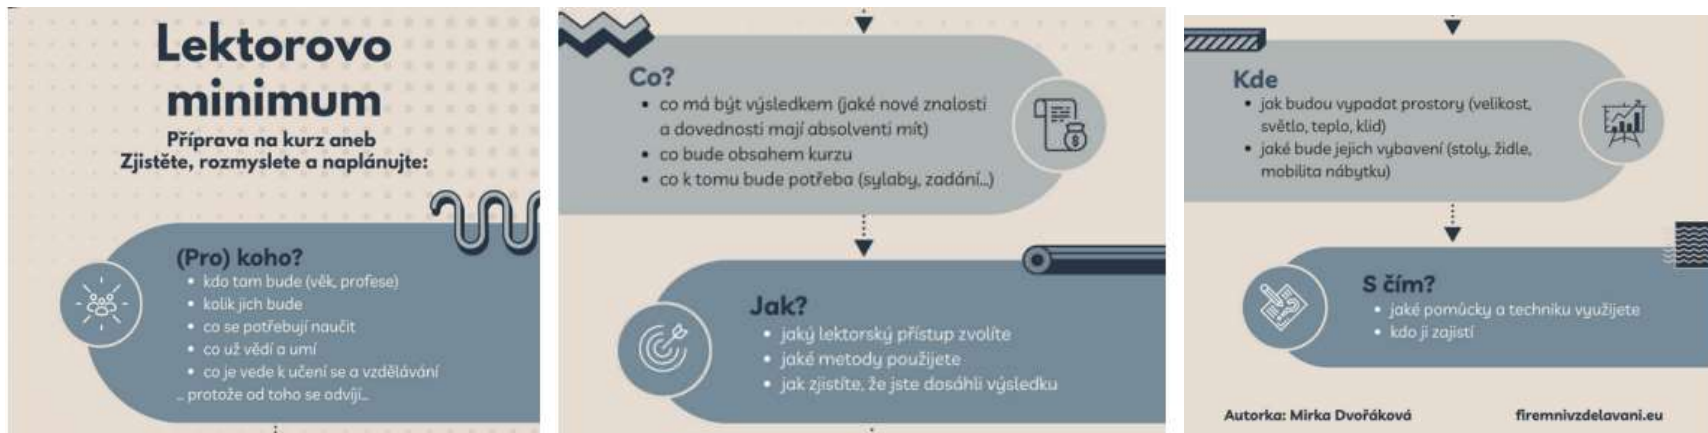 Lektorovo
minimum
Příprava na kurz aneb
Zjistěte, rozmyslete a naplánujte:
(Pro) koho?
• kdo tam bude (věk, profese)
• kolik jich bude
• co se potřebují naučit
• co už vědí a umí
• co je vede k učení se a vzdělávání
... protože od toho se odvíjí...
Co?
• co má být výsledkem (jaké nové znalosti
a dovednosti mají absolventi mít)
• co bude obsahem kurzu
• co k tomu bude potřeba (sylaby, zadání...)
Jak?
• jaký lektorský přístup zvolíte
• jaké metody použijete
• jak zjistíte, že jste dosáhli výsledku
Kde
• jak budou vypadat prostory (velikost,
světlo, teplo, klid)
• jaké bude jejich vybavení (stoly, židle,
mobilita nábytku)
S čím?
• jaké pomůcky a techniku využijete
• kdo ji zajistí
Autorka: Mirka Dvořáková
firemnivzdelavani.eu